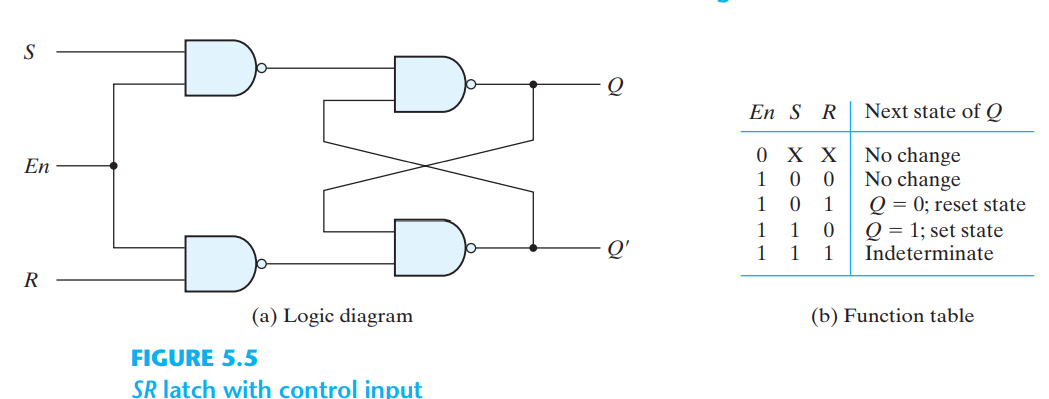 S
En
R
Q
Q'
(a) Logic diagram
En S R Next state of Q
0 X X No change
1 0 0 No change
1 0 1 Q = 0; reset state
1 1 0 Q = 1; set state
1 1 1 Indeterminate
(b) Function table
FIGURE 5.5
SR latch with control input